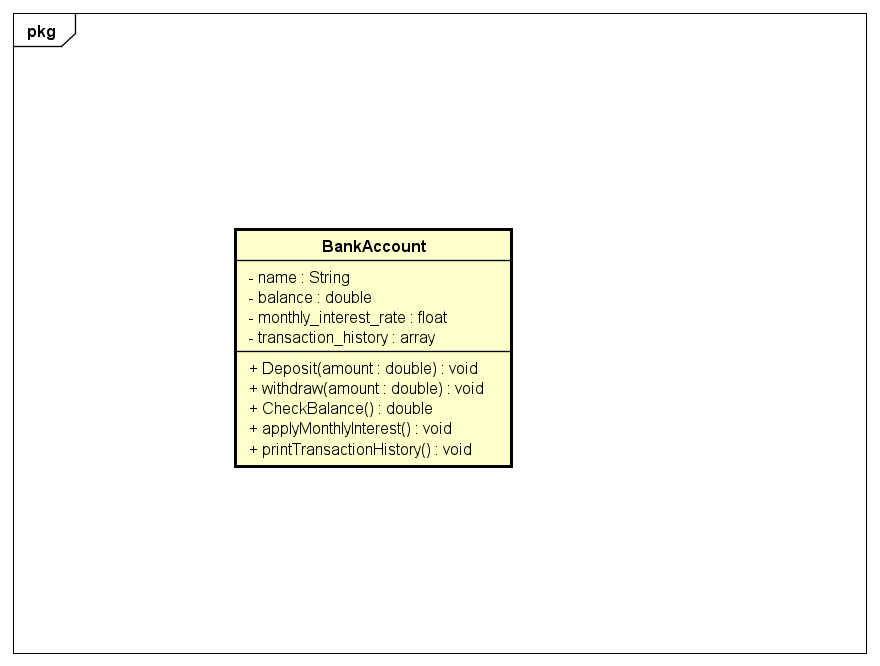 pkg
BankAccount
- name : String
- balance : double
- monthly_interest_rate : float
- transaction_history : array
+ Deposit(amount : double) : void
+ withdraw(amount : double) : void
+ CheckBalance() : double
+ applyMonthlyInterest() : void
+ printTransactionHistory() : void